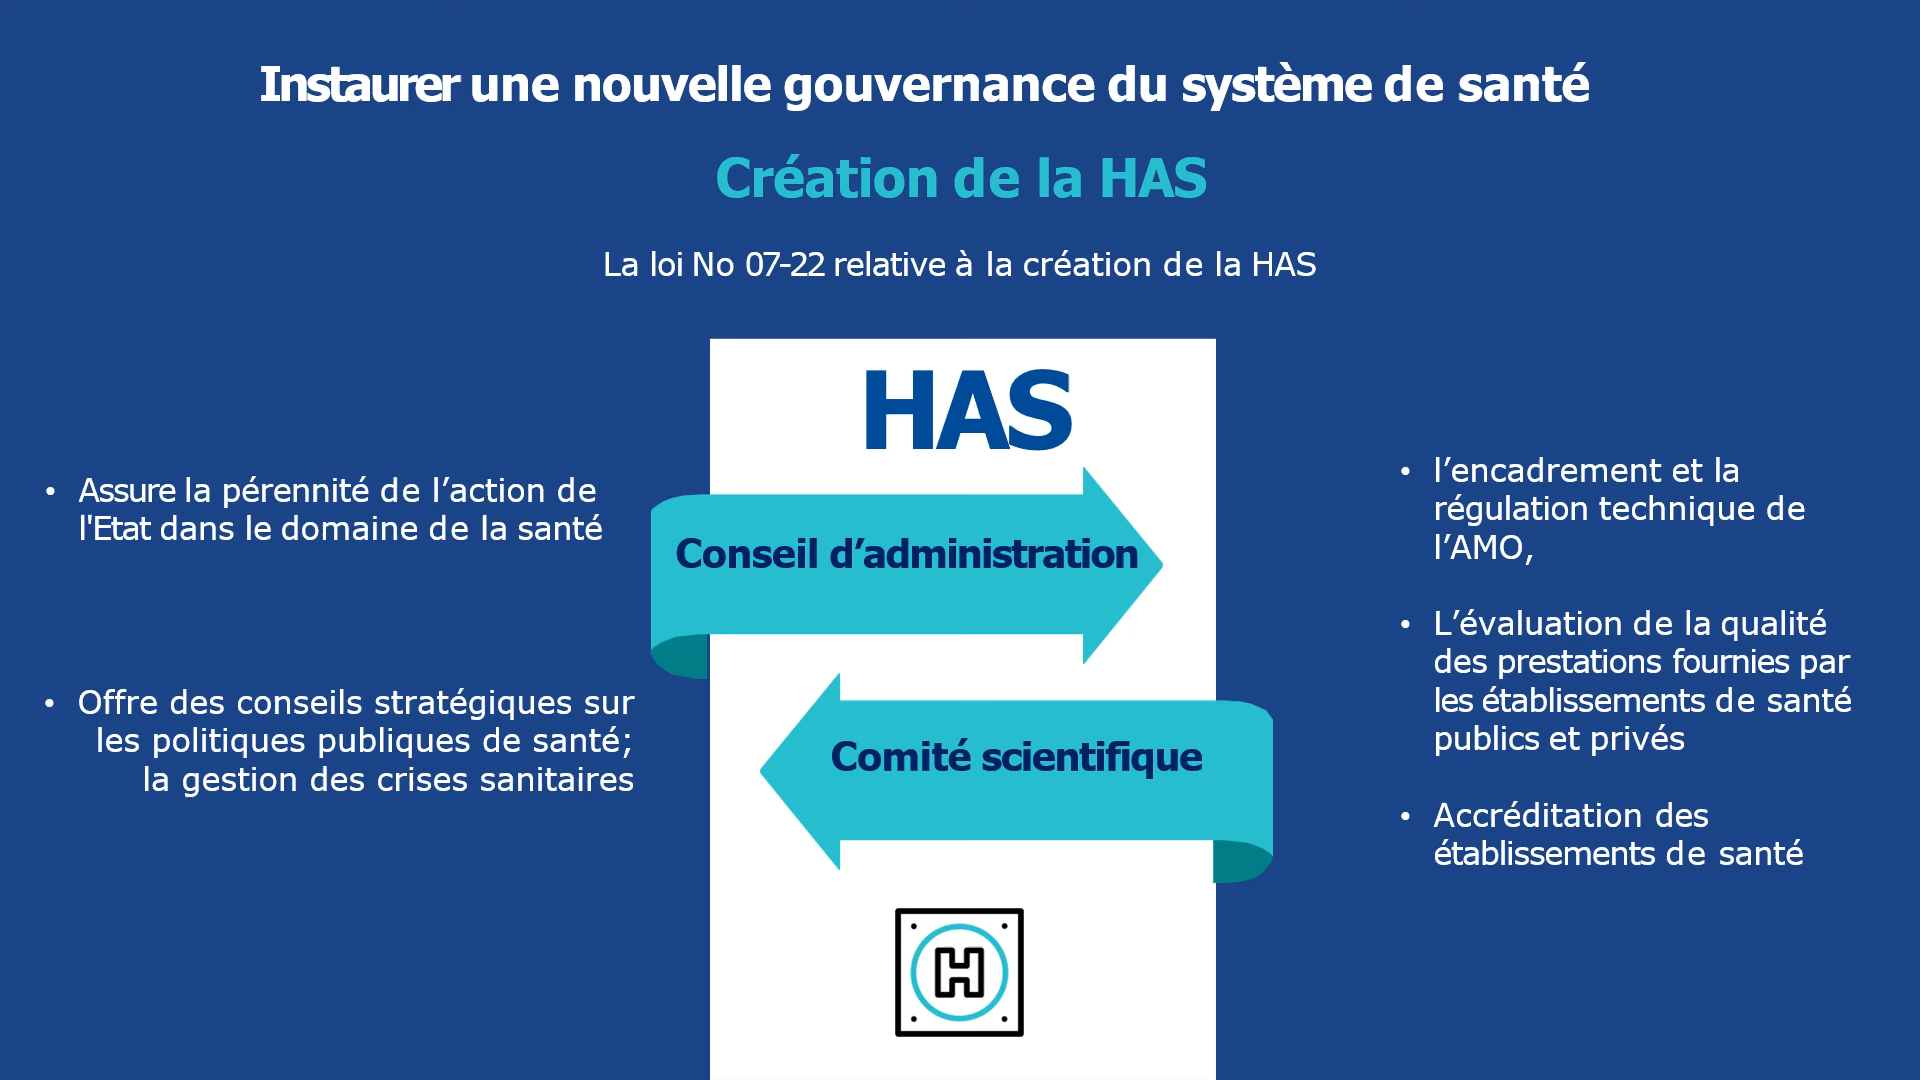 Instaurer une nouvelle gouvernance du système de santé
Création de la HAS
La loi No 07-22 relative à la création de la HAS
• Assure la pérennité de l’action de
l'Etat dans le domaine de la santé
• Offre des conseils stratégiques sur
les politiques publiques de santé;
la gestion des crises sanitaires
HAS
Conseil d’administration
Comité scientifique
H
• l’encadrement et la
régulation technique de
l’AMO,
• L’évaluation de la qualité
des prestations fournies par
les établissements de santé
publics et privés
• Accréditation des
établissements de santé